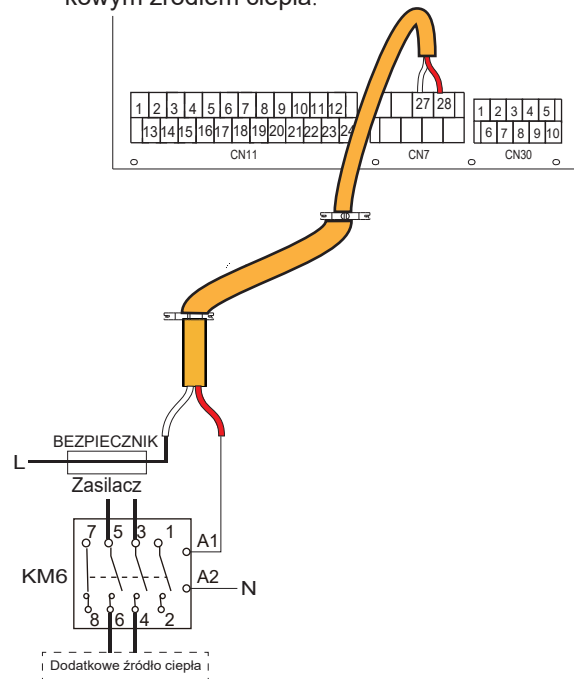 kowym źródłem ciepła.
27 28
1 2 3 4 5 6 7 8 9 10 11 12
13 14 15 16 17 18 19 20 21 22 23 24
1 2 3 4 5
6 7 8 9 10
CN11 CN7 CN30
BEZPIECZNIK
L
Zasilacz
7 5 3 1
A1
KM6
A2
N
8 6 4 2
Dodatkowe źródło ciepła